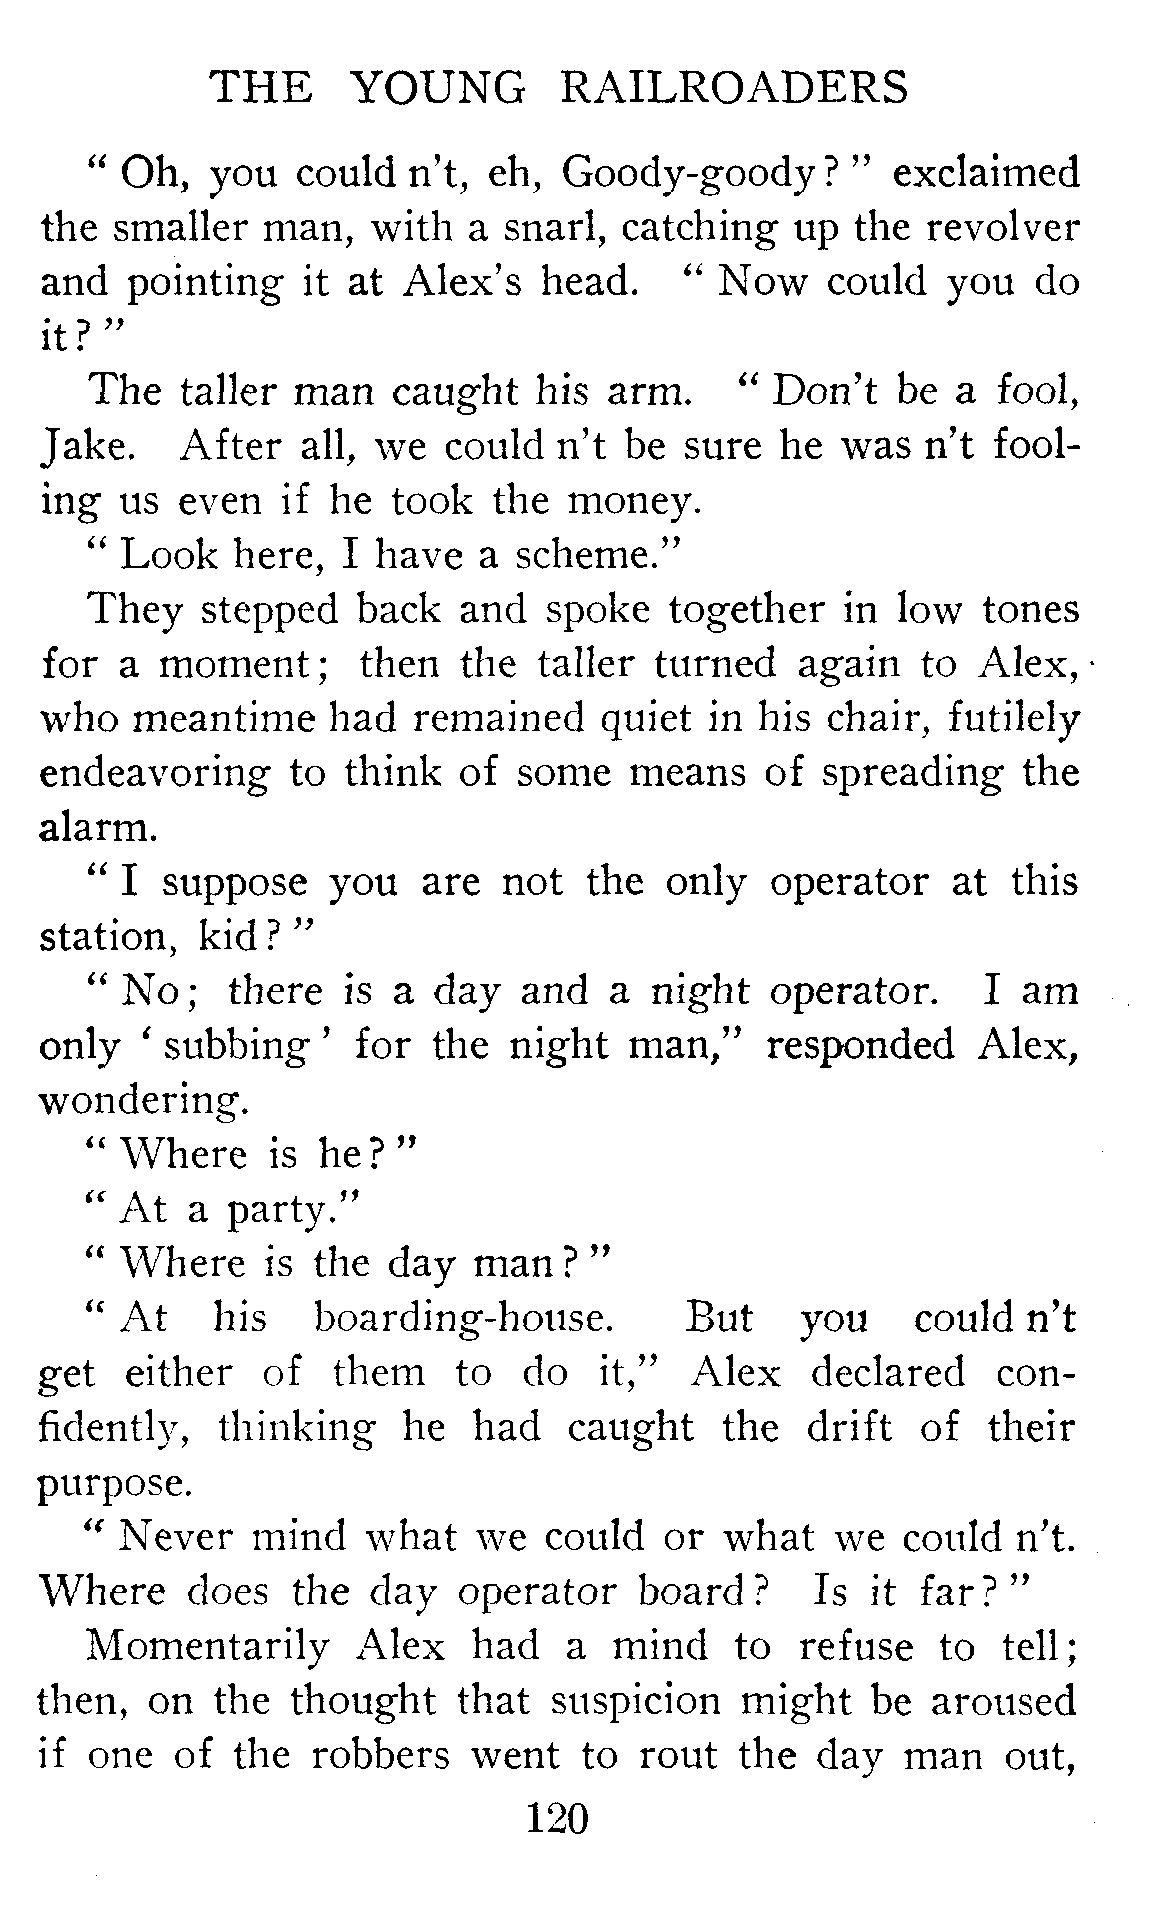 THE YOUNG RAILROADERS
" Oh, you could n't, eh, Goody-goody? " exclaimed
the smaller man, with a snarl, catching up the revolver
and pointing it at Alex's head. " Now could you do
it? "
The taller man caught his arm. " Don't be a fool,
Jake. After all, we could n't be sure he was n't fool-
ing us even if he took the money.
" Look here, I have a scheme."
They stepped back and spoke together in low tones
for a moment; then the taller turned again to Alex,
who meantime had remained quiet in his chair, futilely
endeavoring to think of some means of spreading the
alarm.
" I suppose you are not the only operator at this
station, kid? "
" No; there is a day and a night operator. I am
only ' subbing ' for the night man," responded Alex,
wondering.
" Where is he? "
" At a party."
" Where is the day man? "
" At his boarding-house. But you could n't
get either of them to do it," Alex declared con-
fidently, thinking he had caught the drift of their
purpose.
" Never mind what we could or what we could n't.
Where does the day operator board? Is it far? "
Momentarily Alex had a mind to refuse to tell;
then, on the thought that suspicion might be aroused
if one of the robbers went to rout the day man out,
120